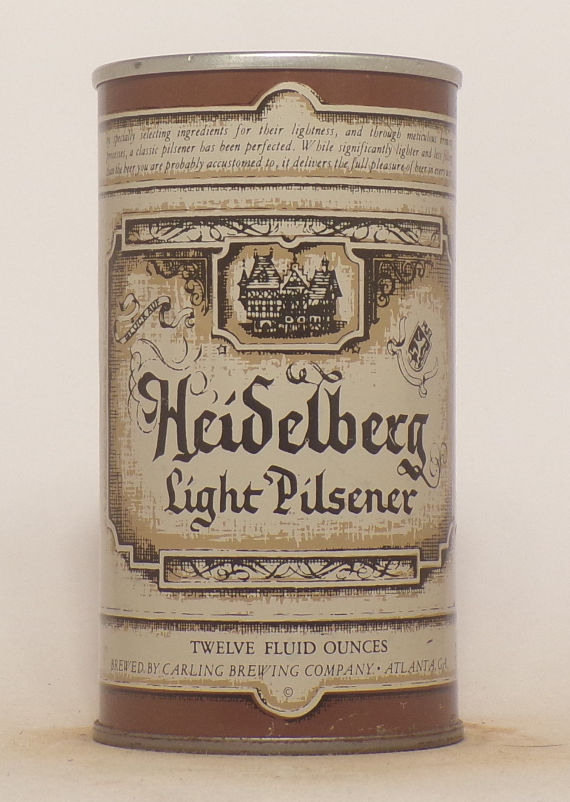 specially selecting ingredients for their lightness, and through meticulous
a classic pilsener has been perfected. While significantly lighter and less
than the beer you are probably accustomed to, it delivers the full pleasure of beer in every
Heidelberg
Light Pilsener
TWELVE FLUID OUNCES
BREWED BY CARLING BREWING COMPANY • ATLANTA, GA.
©